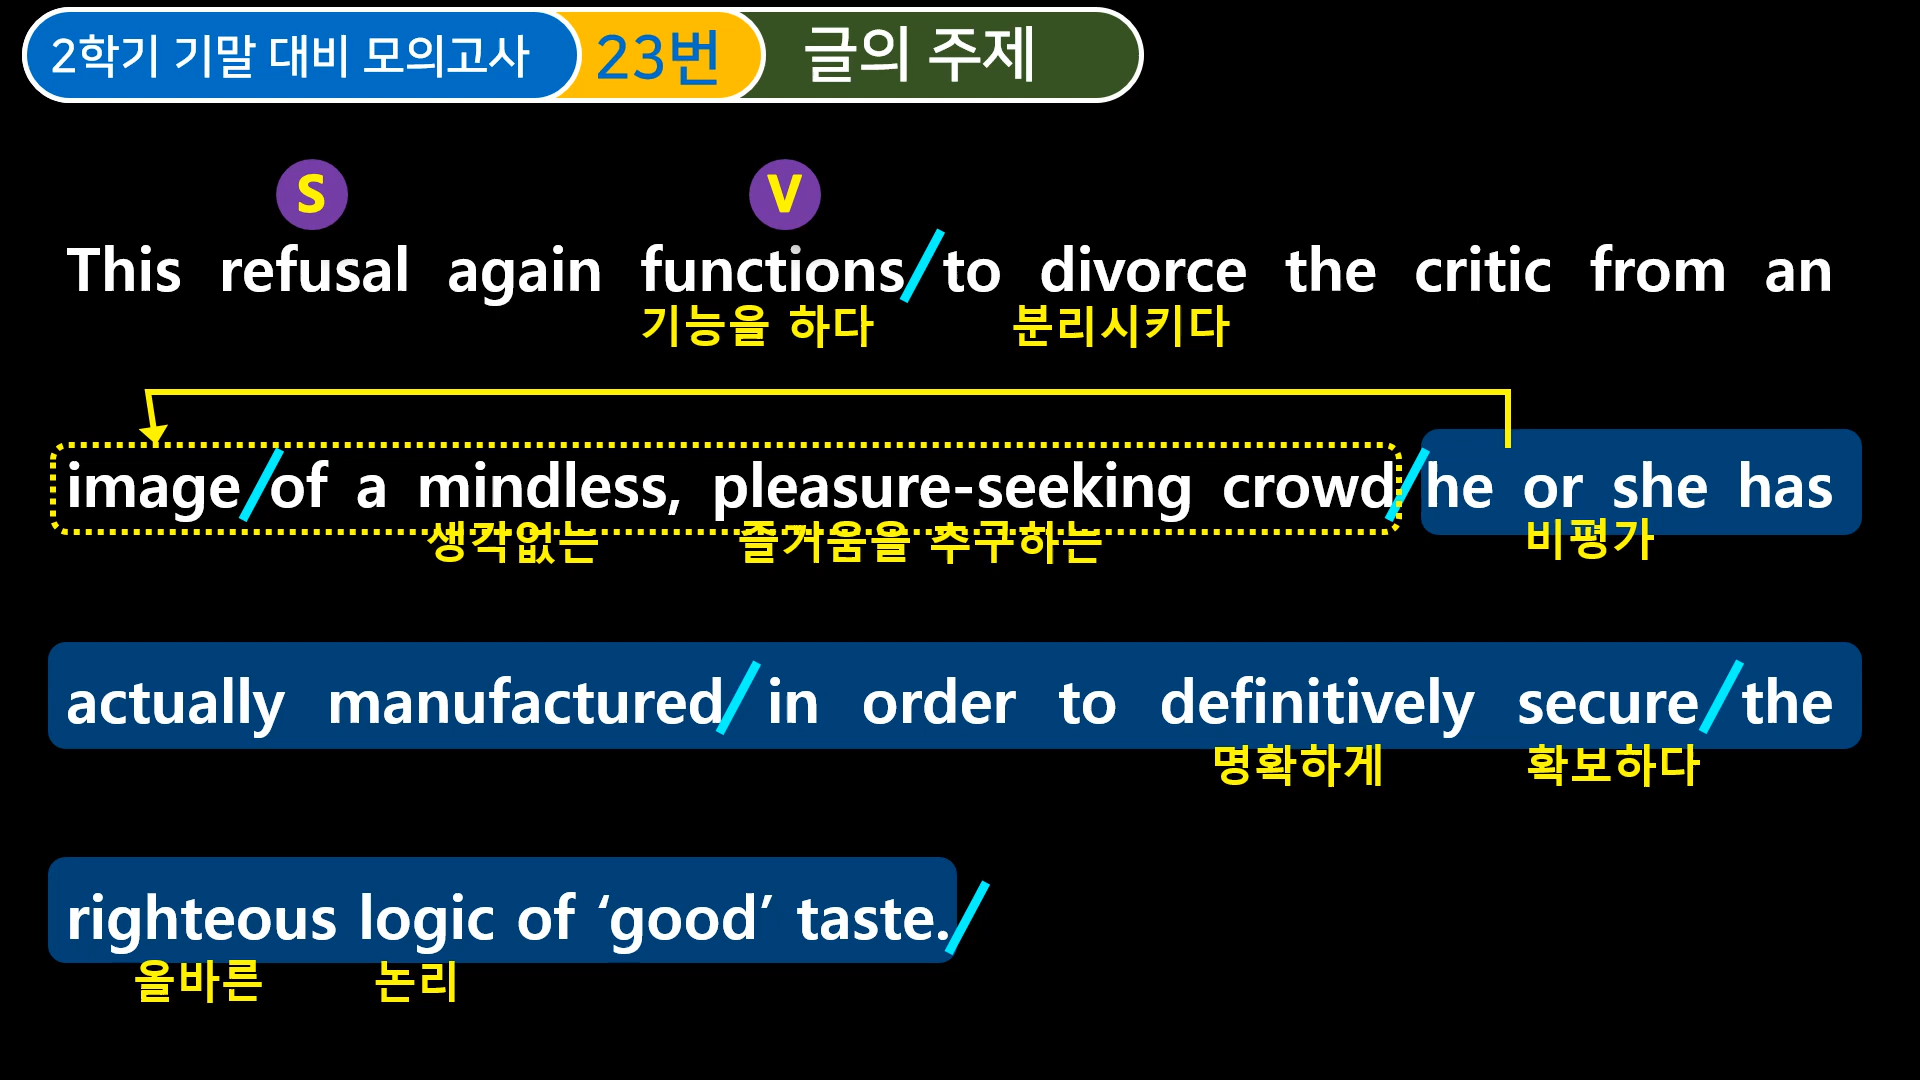 2학기 기말 대비 모의고사 23번 글의 주제
S V
This refusal again functions to divorce the critic from an
기능을 하다 분리시키다
image of a mindless, pleasure-seeking crowd he or she has
생각없는 즐거움을 추구하는 비평가
actually manufactured in order to definitively secure the
명확하게 확보하다
righteous logic of ‘good’ taste.
올바른 논리